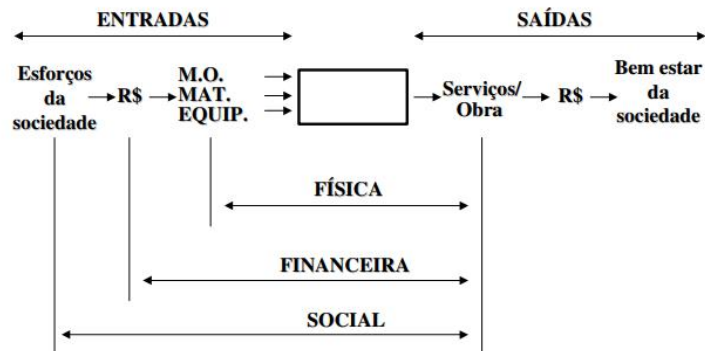 ENTRADAS
SAÍDAS
Esforços
da
sociedade
R$
M.O.
MAT.
EQUIP.
Serviços/
Obra
R$
Bem estar
da
sociedade
FÍSICA
FINANCEIRA
SOCIAL